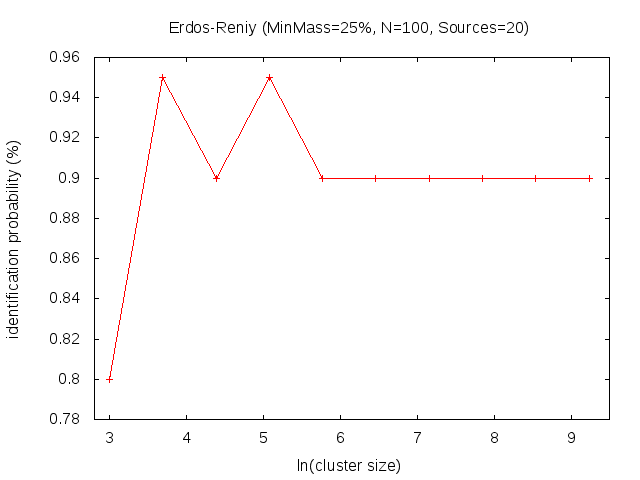 Erdos-Reniy (MinMass=25%, N=100, Sources=20)
0.96
0.94
0.92
0.9
0.88
0.86
0.84
0.82
0.8
0.78
identification probability (%)
3 4 5 6 7 8 9
ln(cluster size)